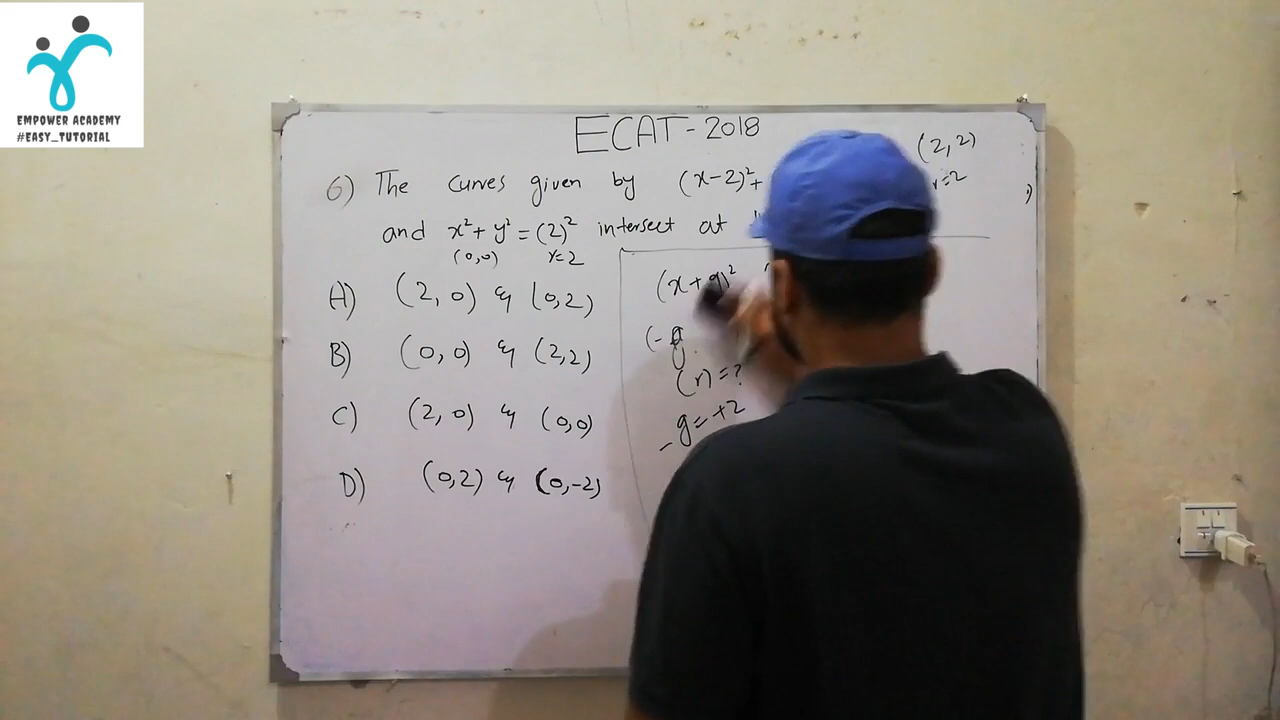 EMPOWER ACADEMY
#EASY_TUTORIAL
ECAT-2018
(2,2)
6) The curves given by (x-2)²+
r=2
and x²+y²=(2)² intersect at
(0,0) r=2
A) (2,0) & (0,2)
B) (0,0) & (2,2)
C) (2,0) & (0,0)
D) (0,2) & (0,-2)
(x+g)²
(-g
(r)=?
-g=+2